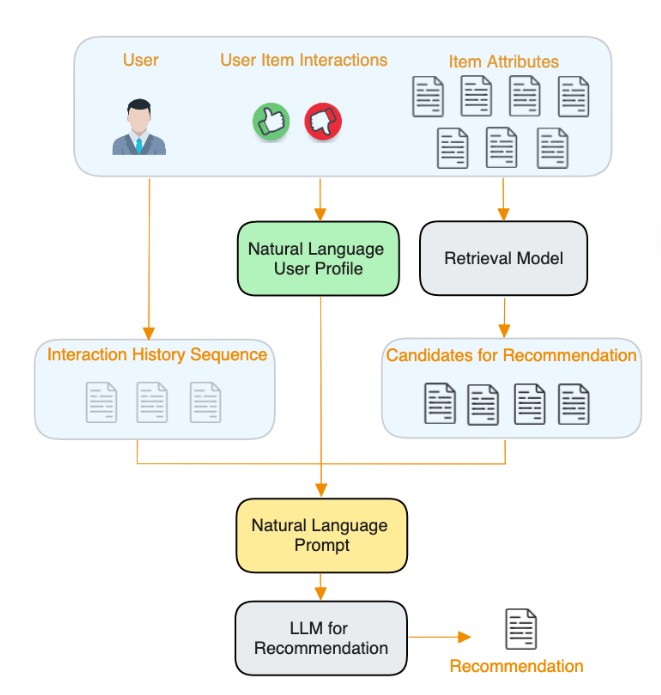 User
User Item Interactions
Item Attributes
Natural Language
User Profile
Retrieval Model
Interaction History Sequence
Candidates for Recommendation
Natural Language
Prompt
LLM for
Recommendation
Recommendation